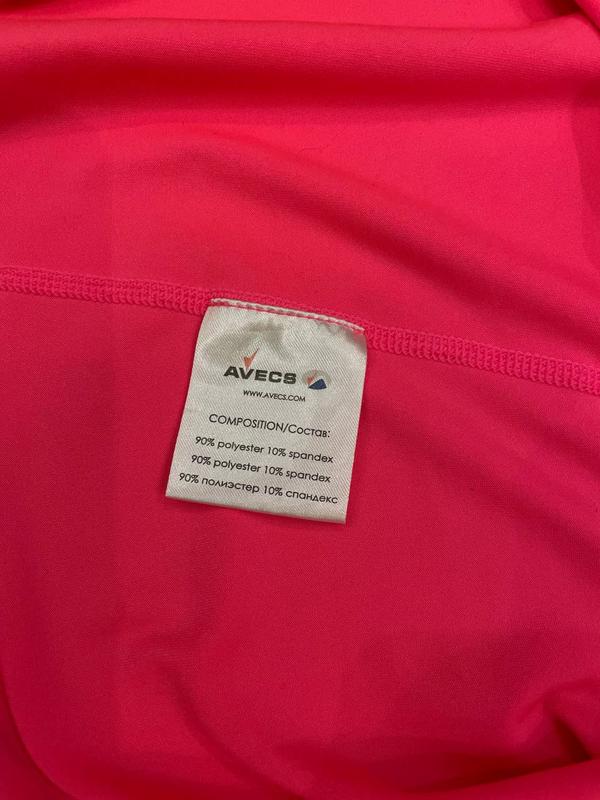 AVECS
WWW.AVECS.COM
COMPOSITION/Состав:
90% polyester 10% spandex
90% polyester 10% spandex
90% полиэстер 10% спандекс